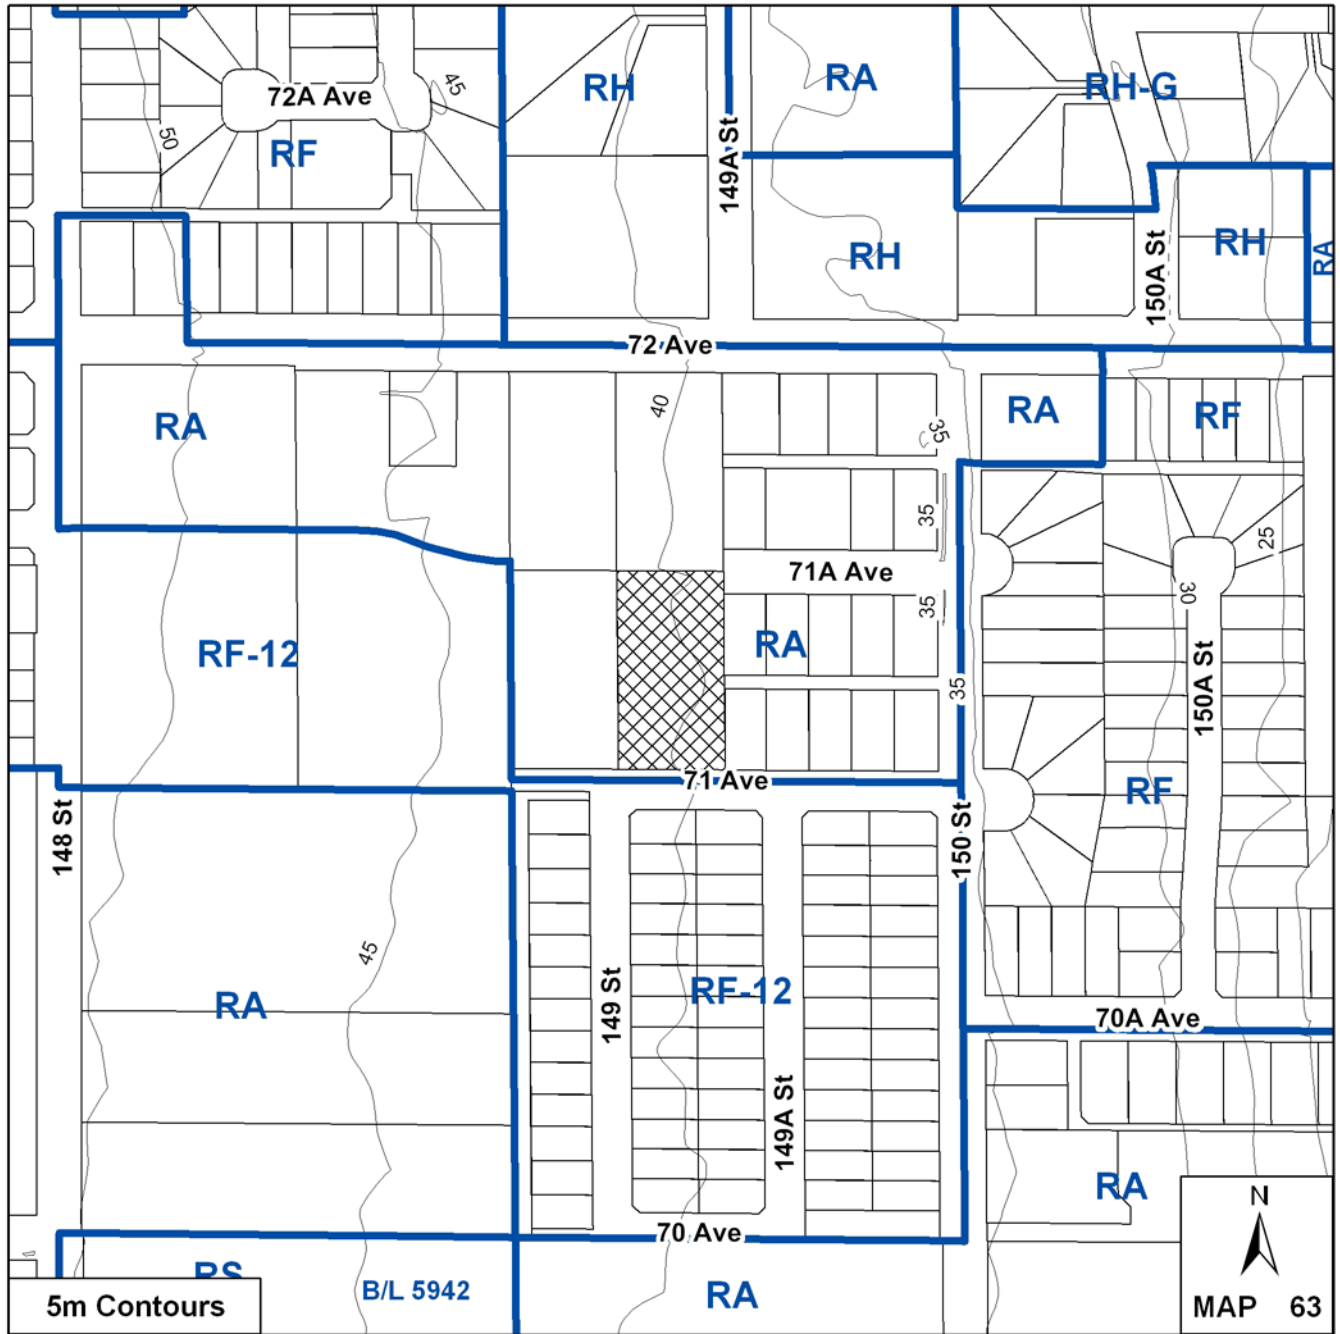 RH
RA
RH-G
45
72A Ave
50
RF
149A St
RH
RH
RA
150A St
72 Ave
RA
40
RA
RF
35
35
25
71A Ave
30
35
RF-12
RA
35
150A St
71 Ave
RF
148 St
150 St
45
RA
149 St
RF-12
70A Ave
149A St
RA
N
70 Ave
RS
B/L 5942
RA
5m Contours
MAP 63